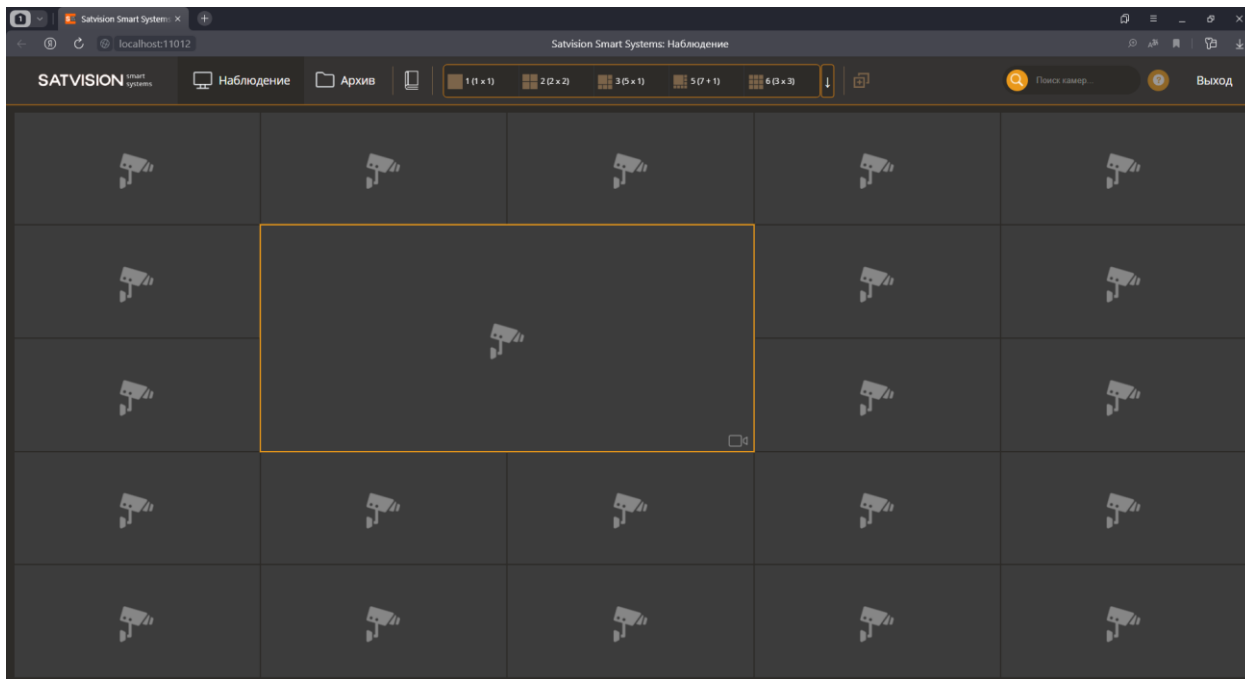 1 Satvision Smart Systems
localhost:11012 Satvision Smart Systems: Наблюдение
SATVISION smart systems Наблюдение Архив 1 (1 x 1) 2 (2 x 2) 3 (5 x 1) 5 (7 + 1) 6 (3 x 3) Поиск камер... ? Выход